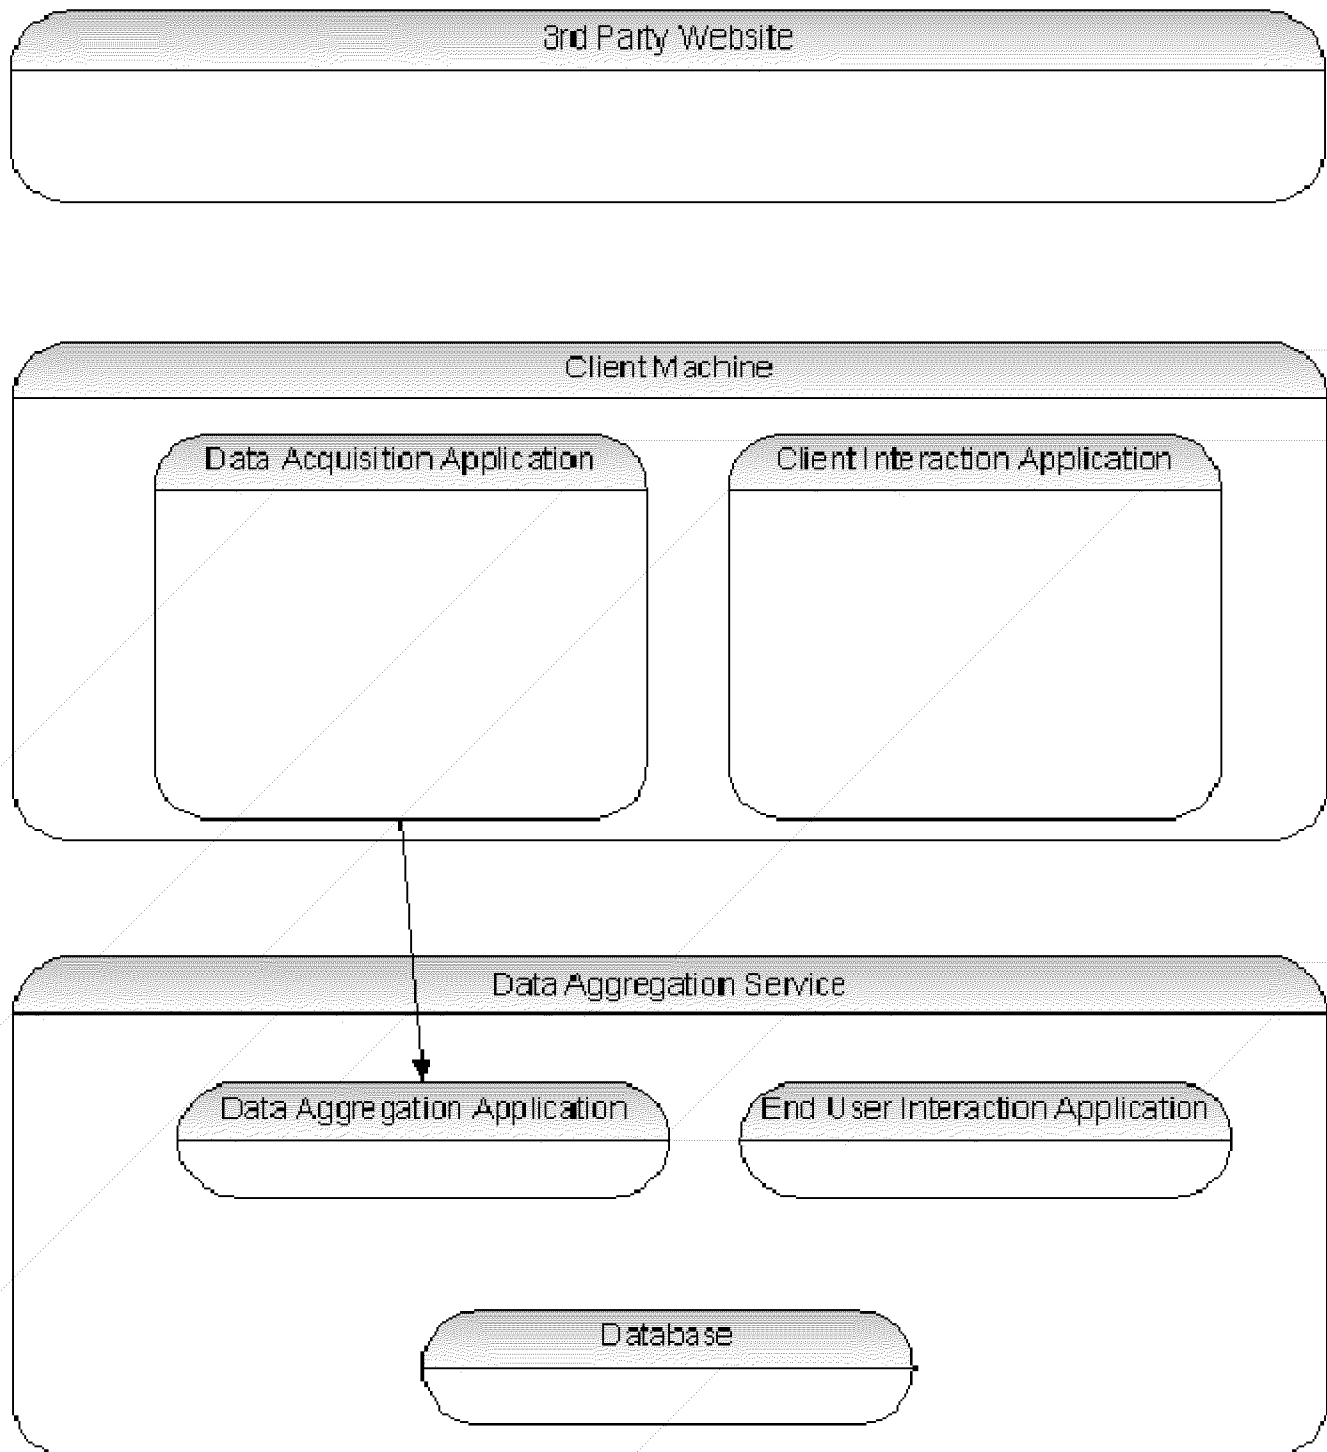 3rd Party Website
Client Machine
Data Acquisition Application
Client Interaction Application
Data Aggregation Service
Data Aggregation Application
End User Interaction Application
Database